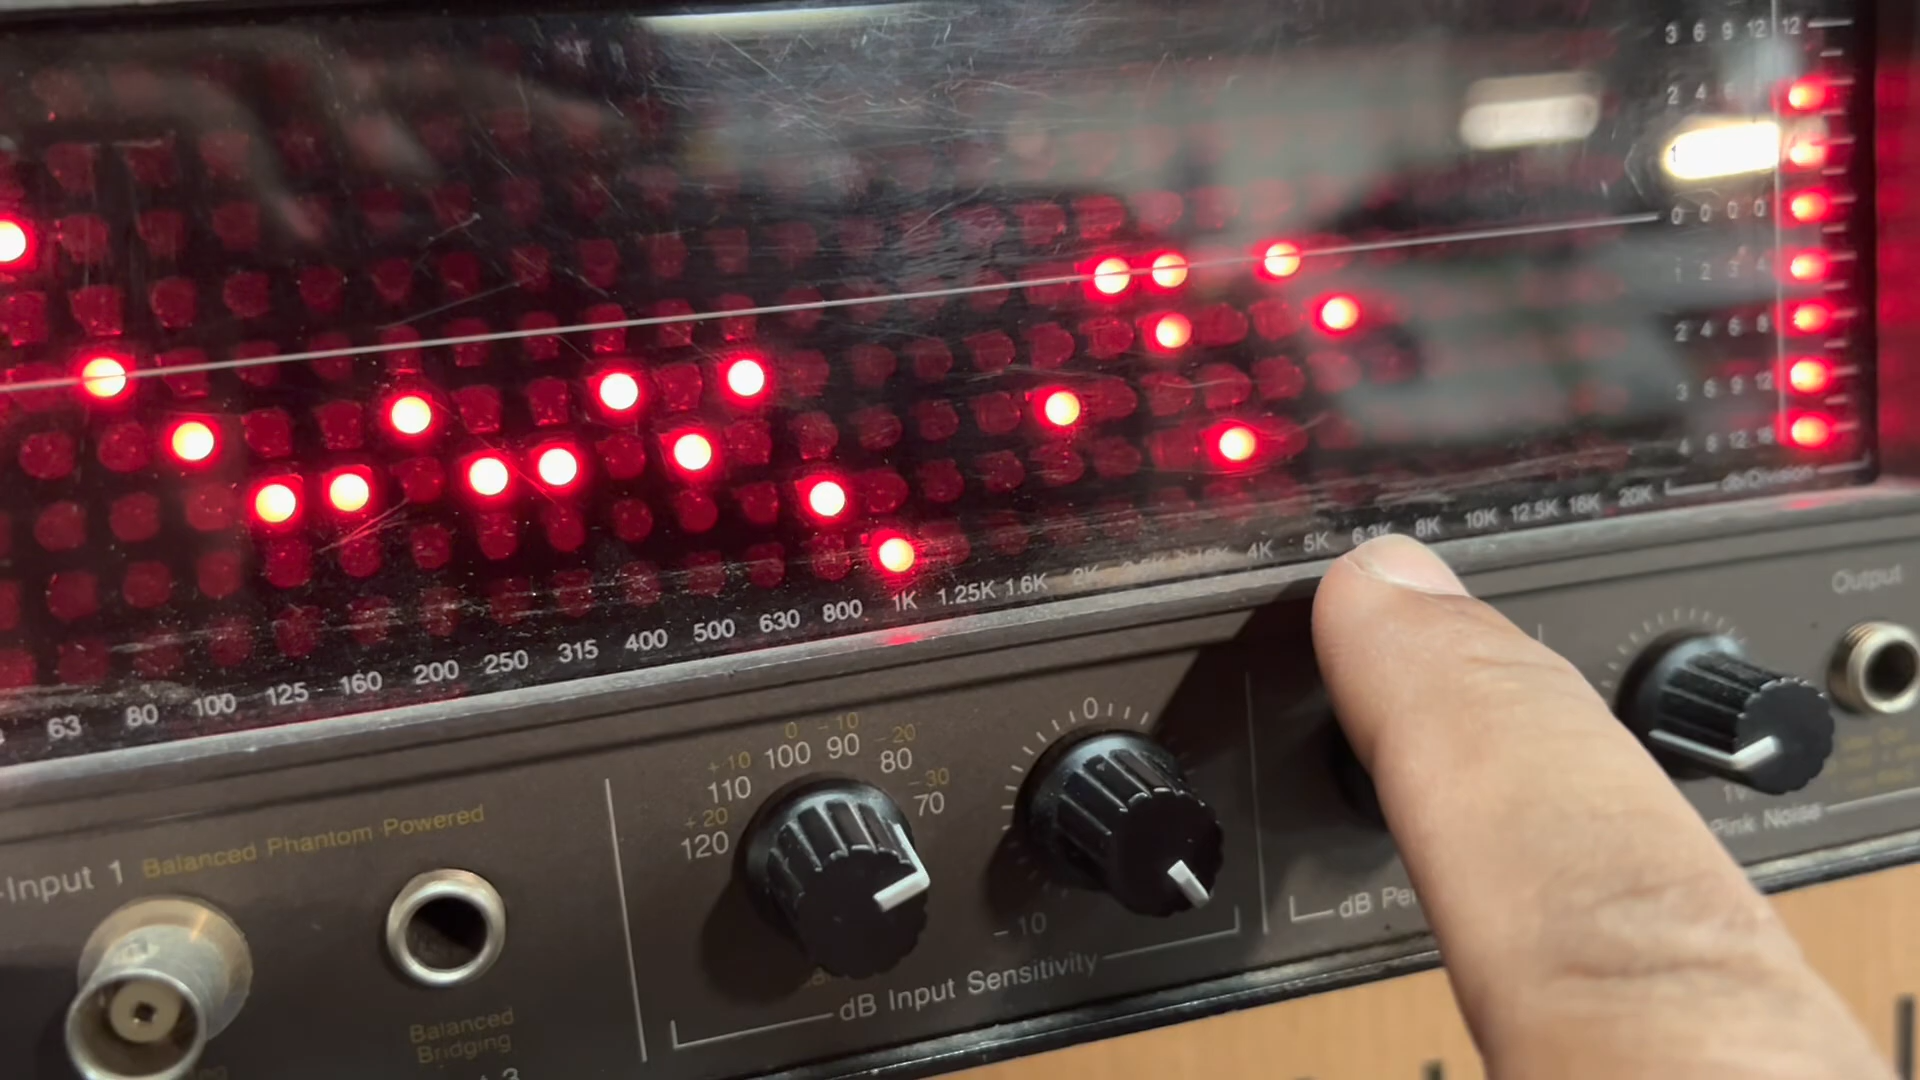 3 6 9 12 12
2 4
0 0 0 0
1 2 3 4
2 4 6 8
3 6 9 12
4 8 12 16
db/Division
63 80 100 125 160 200 250 315 400 500 630 800 1K 1.25K 1.6K 2K 4K 5K 6.3K 8K 10K 12.5K 16K 20K
Input 1 Balanced Phantom Powered
Balanced
Bridging
+20 +10 0 -10 -20 -30
120 110 100 90 80 70
0
-10
dB Input Sensitivity
dB
Output
Pink Noise